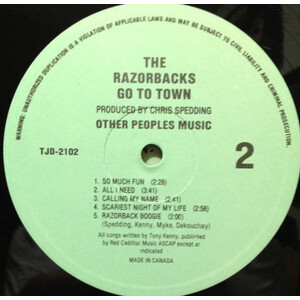 WARNING: UNAUTHORIZED DUPLICATION IS A VIOLATION OF APPLICABLE LAWS AND MAY BE SUBJECT TO CIVIL LIABILITY AND CRIMINAL PROSECUTION.
THE
RAZORBACKS
GO TO TOWN
PRODUCED BY CHRIS SPEDDING
OTHER PEOPLES MUSIC
TJD-2102
2
1. SO MUCH FUN (2:28)
2. ALL I NEED (3:41)
3. CALLING MY NAME (2:41)
4. SCARIEST NIGHT OF MY LIFE (2:58)
5. RAZORBACK BOOGIE (2:00)
(Spedding, Kenny, Myke, Sekouchay)
All songs written by Tony Kenny, published by
Red Cadillac Music ASCAP except ar
indicated
MADE IN CANADA